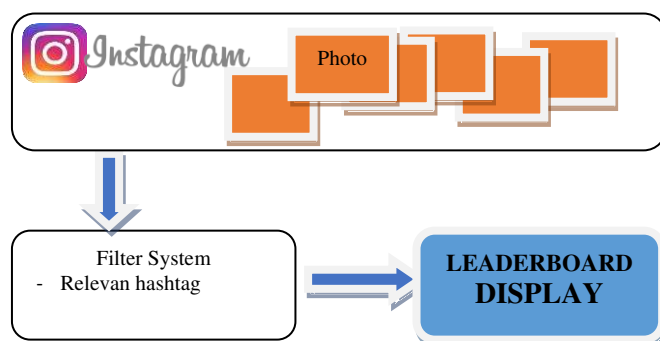 Instagram
Photo
Filter System
- Relevan hashtag
LEADERBOARD
DISPLAY